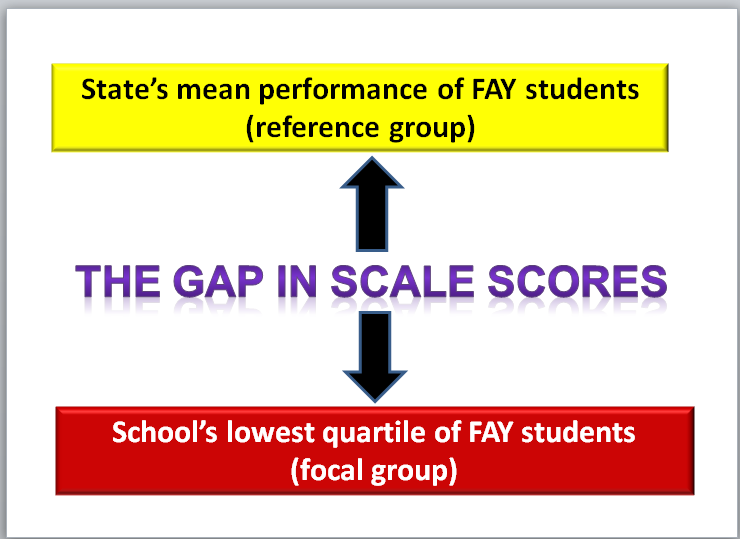 State’s mean performance of FAY students
(reference group)
THE GAP IN SCALE SCORES
School’s lowest quartile of FAY students
(focal group)